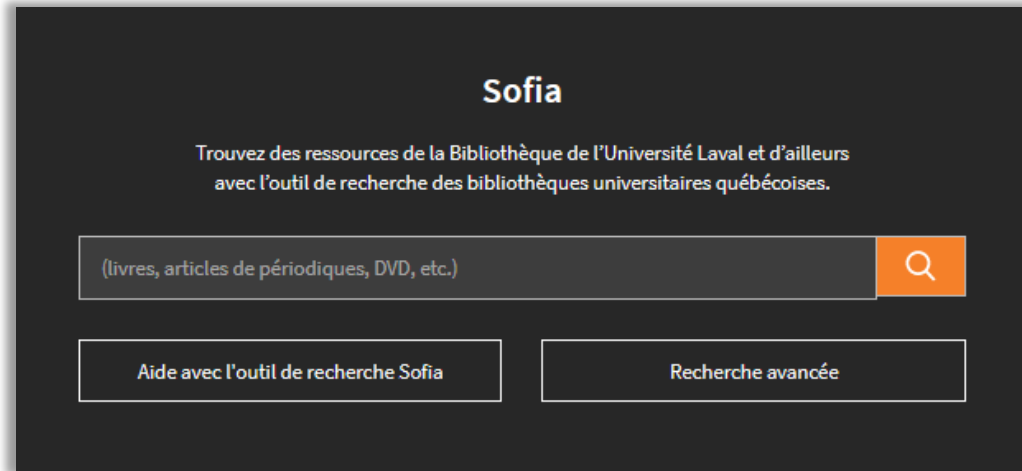 Sofia
Trouvez des ressources de la Bibliothèque de l'Université Laval et d'ailleurs
avec l'outil de recherche des bibliothèques universitaires québécoises.
(livres, articles de périodiques, DVD, etc.)
Aide avec l'outil de recherche Sofia
Recherche avancée